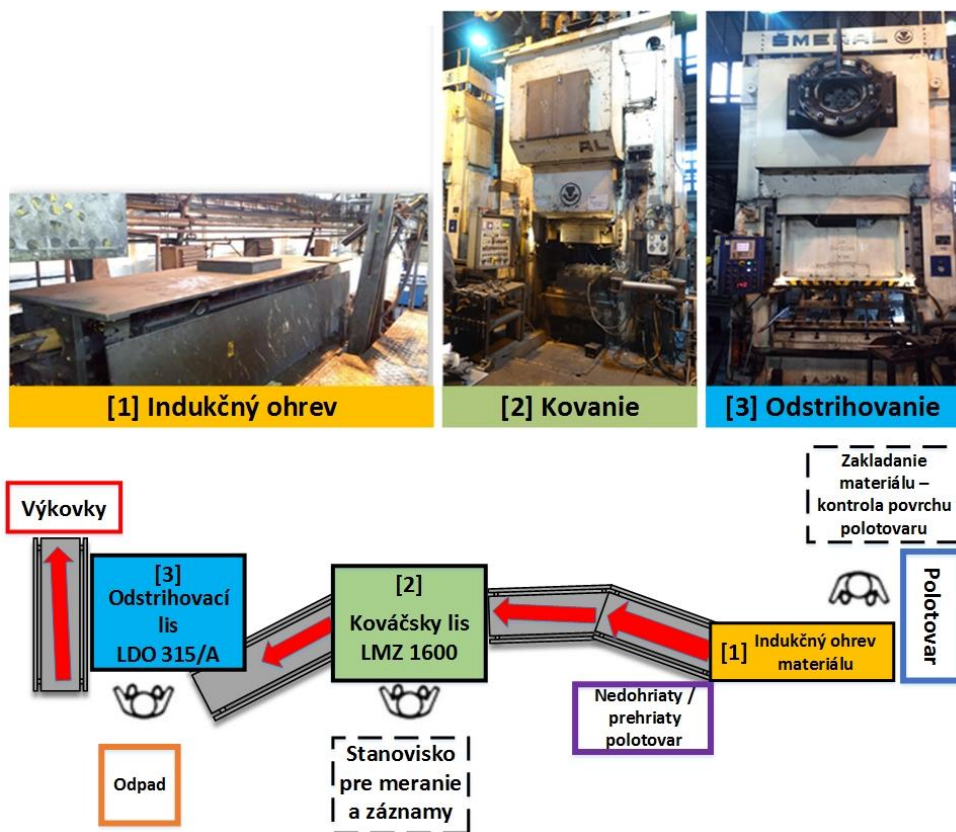 ŠMERAL
AL
[1] Indukčný ohrev
[2] Kovanie
[3] Odstrihovanie
Zakladanie
materiálu –
kontrola povrchu
polotovaru
Výkovky
[3]
Odstrihovací
lis
LDO 315/A
[2]
Kováčsky lis
LMZ 1600
[1] Indukčný ohrev
materiálu
Polotovar
Nedohriaty /
prehriaty
polotovar
Odpad
Stanovisko
pre meranie
a záznamy